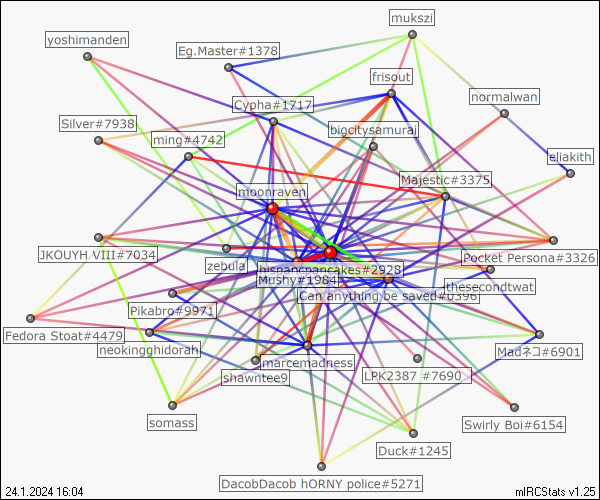 mukszi
yoshimanden
Eg.Master#1378
frisout
normalwan
Cypha#1717
Silver#7938
bigcitysamurai
ming#4742
eliakith
Majestic#3375
moonraven
JKOUYH VIII#7034
Pocket Persona#3326
zebula
hispanicpancakes#2928
Mushy#1984
thesecondtwat
Can anything be saved#0396
Pikabro#9971
Fedora Stoat#4479
neokingghidorah
Madネコ#6901
marcemadness
shawntee9
LPK2387 #7690
somass
Swirly Boi#6154
Duck#1245
DacobDacob hORNY police#5271
24.1.2024 16:04
mIRCStats v1.25